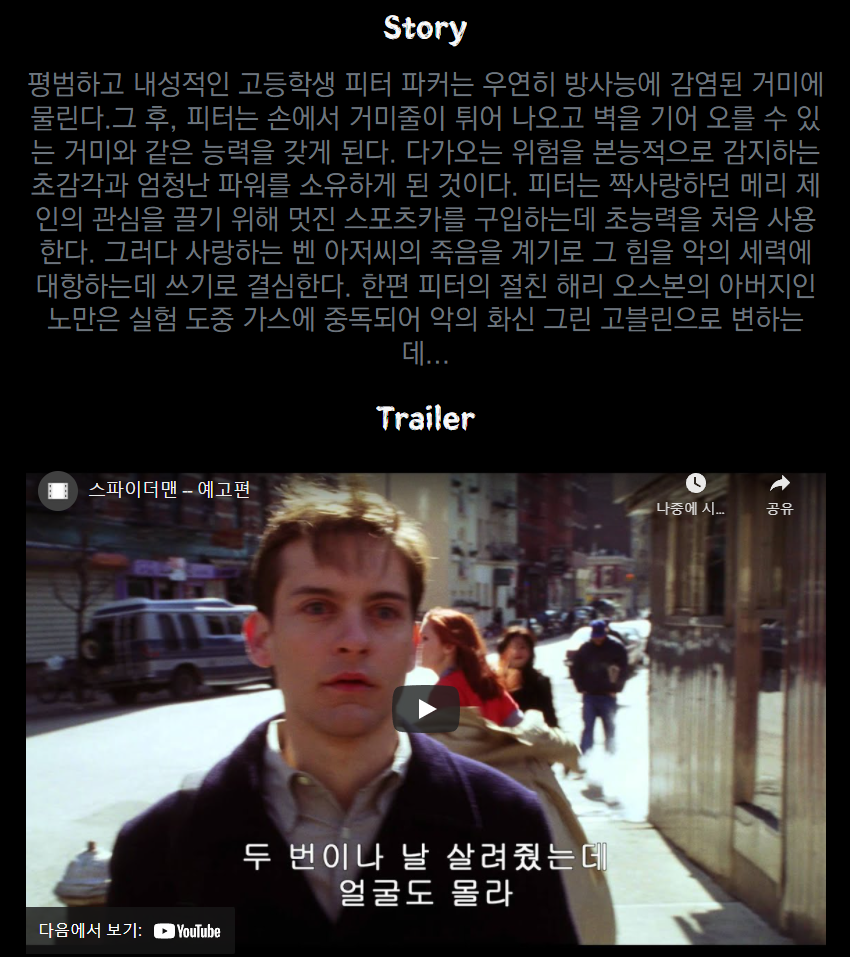 Story
평범하고 내성적인 고등학생 피터 파커는 우연히 방사능에 감염된 거미에
물린다.그 후, 피터는 손에서 거미줄이 튀어 나오고 벽을 기어 오를 수 있
는 거미와 같은 능력을 갖게 된다. 다가오는 위험을 본능적으로 감지하는
초감각과 엄청난 파워를 소유하게 된 것이다. 피터는 짝사랑하던 메리 제
인의 관심을 끌기 위해 멋진 스포츠카를 구입하는데 초능력을 처음 사용
한다. 그러다 사랑하는 벤 아저씨의 죽음을 계기로 그 힘을 악의 세력에
대항하는데 쓰기로 결심한다. 한편 피터의 절친 해리 오스본의 아버지인
노만은 실험 도중 가스에 중독되어 악의 화신 그린 고블린으로 변하는
데...
Trailer
스파이더맨 – 예고편
나중에 시...
공유
두 번이나 날 살려줬는데
얼굴도 몰라
다음에서 보기: YouTube